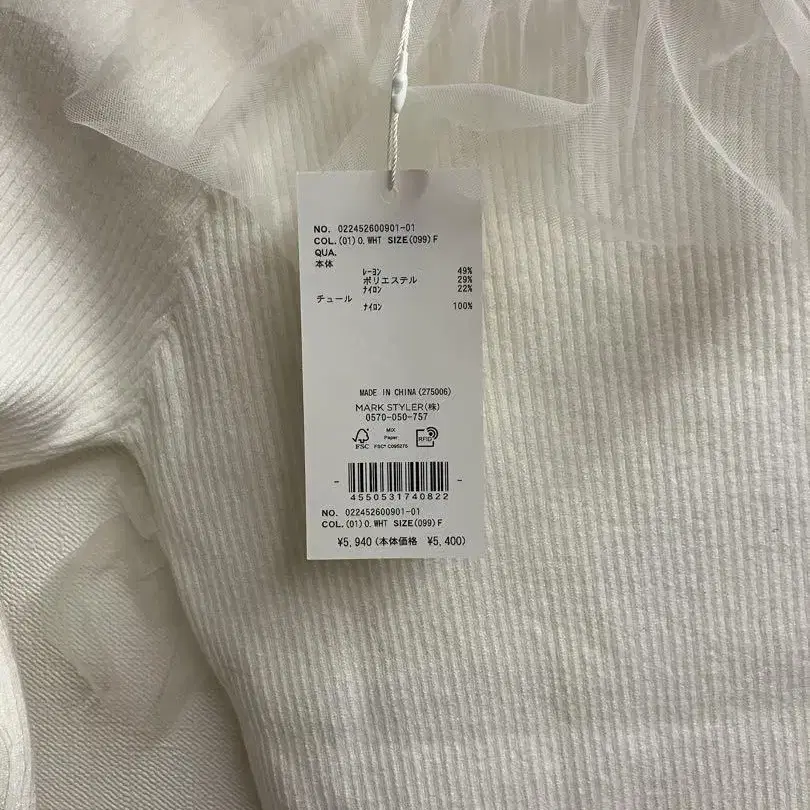 NO. 022452600901-01
COL.(01)O.WHT SIZE(099)F
QUA.
本体
ﾚｰﾖﾝ 49%
ポリエステル 29%
ﾅｲﾛﾝ 22%
チュール
ﾅｲﾛﾝ 100%
MADE IN CHINA(275006)
MARK STYLER(株)
0570-050-757
FSC
MIX
Paper
FSC® C095275
RFID
4550531740822
NO. 022452600901-01
COL.(01)O.WHT SIZE(099)F
¥5,940(本体価格 ¥5,400)